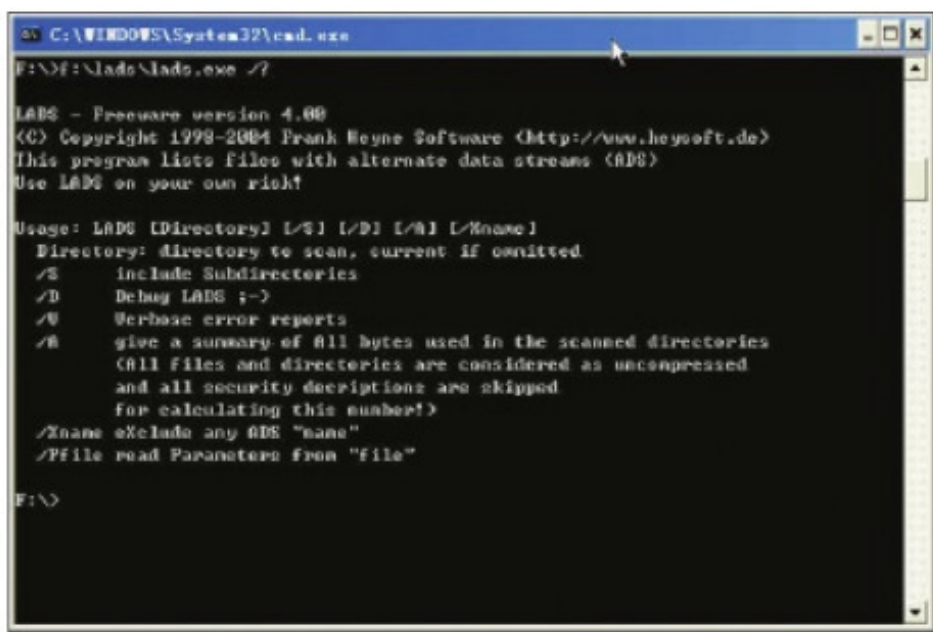 C:\WINDOWS\System32\cmd.exe
F:\>f:\lads\lads.exe /?
LADS - Freeware version 4.00
(C) Copyright 1998-2004 Frank Heyne Software (http://www.heysoft.de)
This program lists files with alternate data streams (ADS)
Use LADS on your own risk!
Usage: LADS [Directory] [/S] [/D] [/A] [/Xname]
Directory: directory to scan, current if ommitted
/S include Subdirectories
/D Debug LADS ;-)
/V Verbose error reports
/A give a summary of All bytes used in the scanned directories
(All files and directories are considered as uncompressed
and all security decriptions are skipped
for calculating this number!)
/Xname eXclude any ADS "name"
/Pfile read Parameters from "file"
F:\>